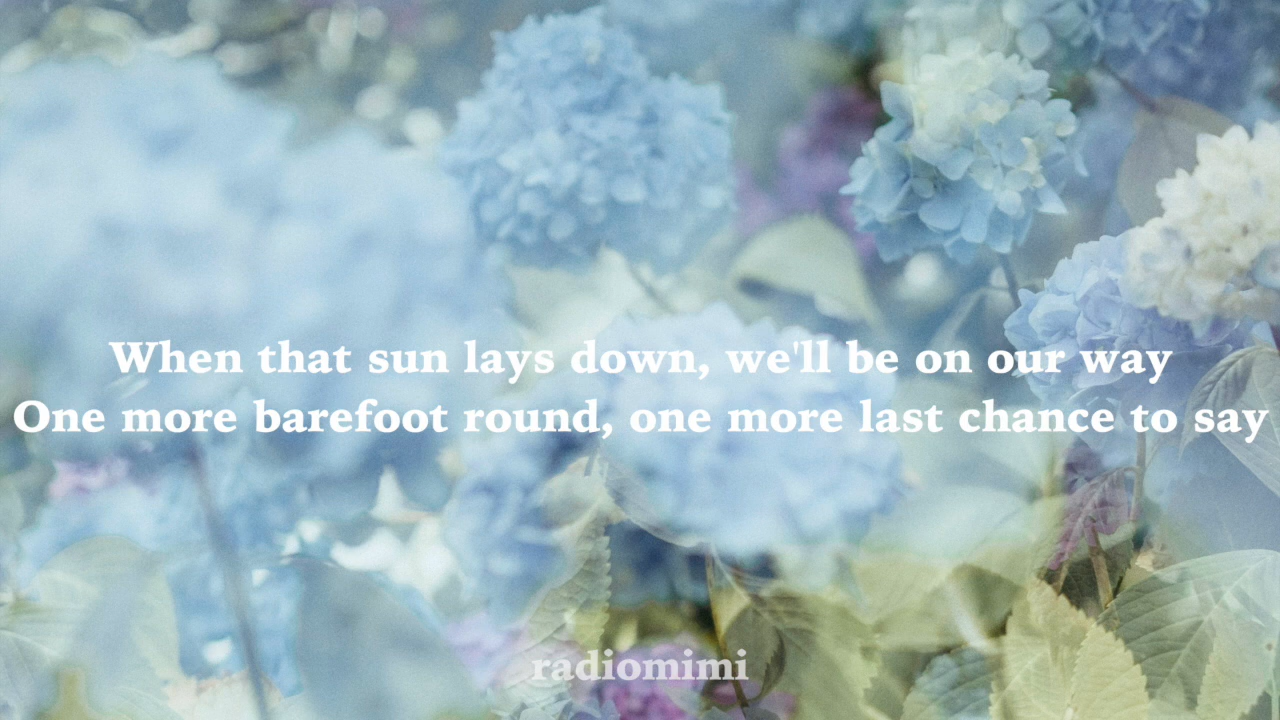 When that sun lays down, we'll be on our way
One more barefoot round, one more last chance to say
radiomimi